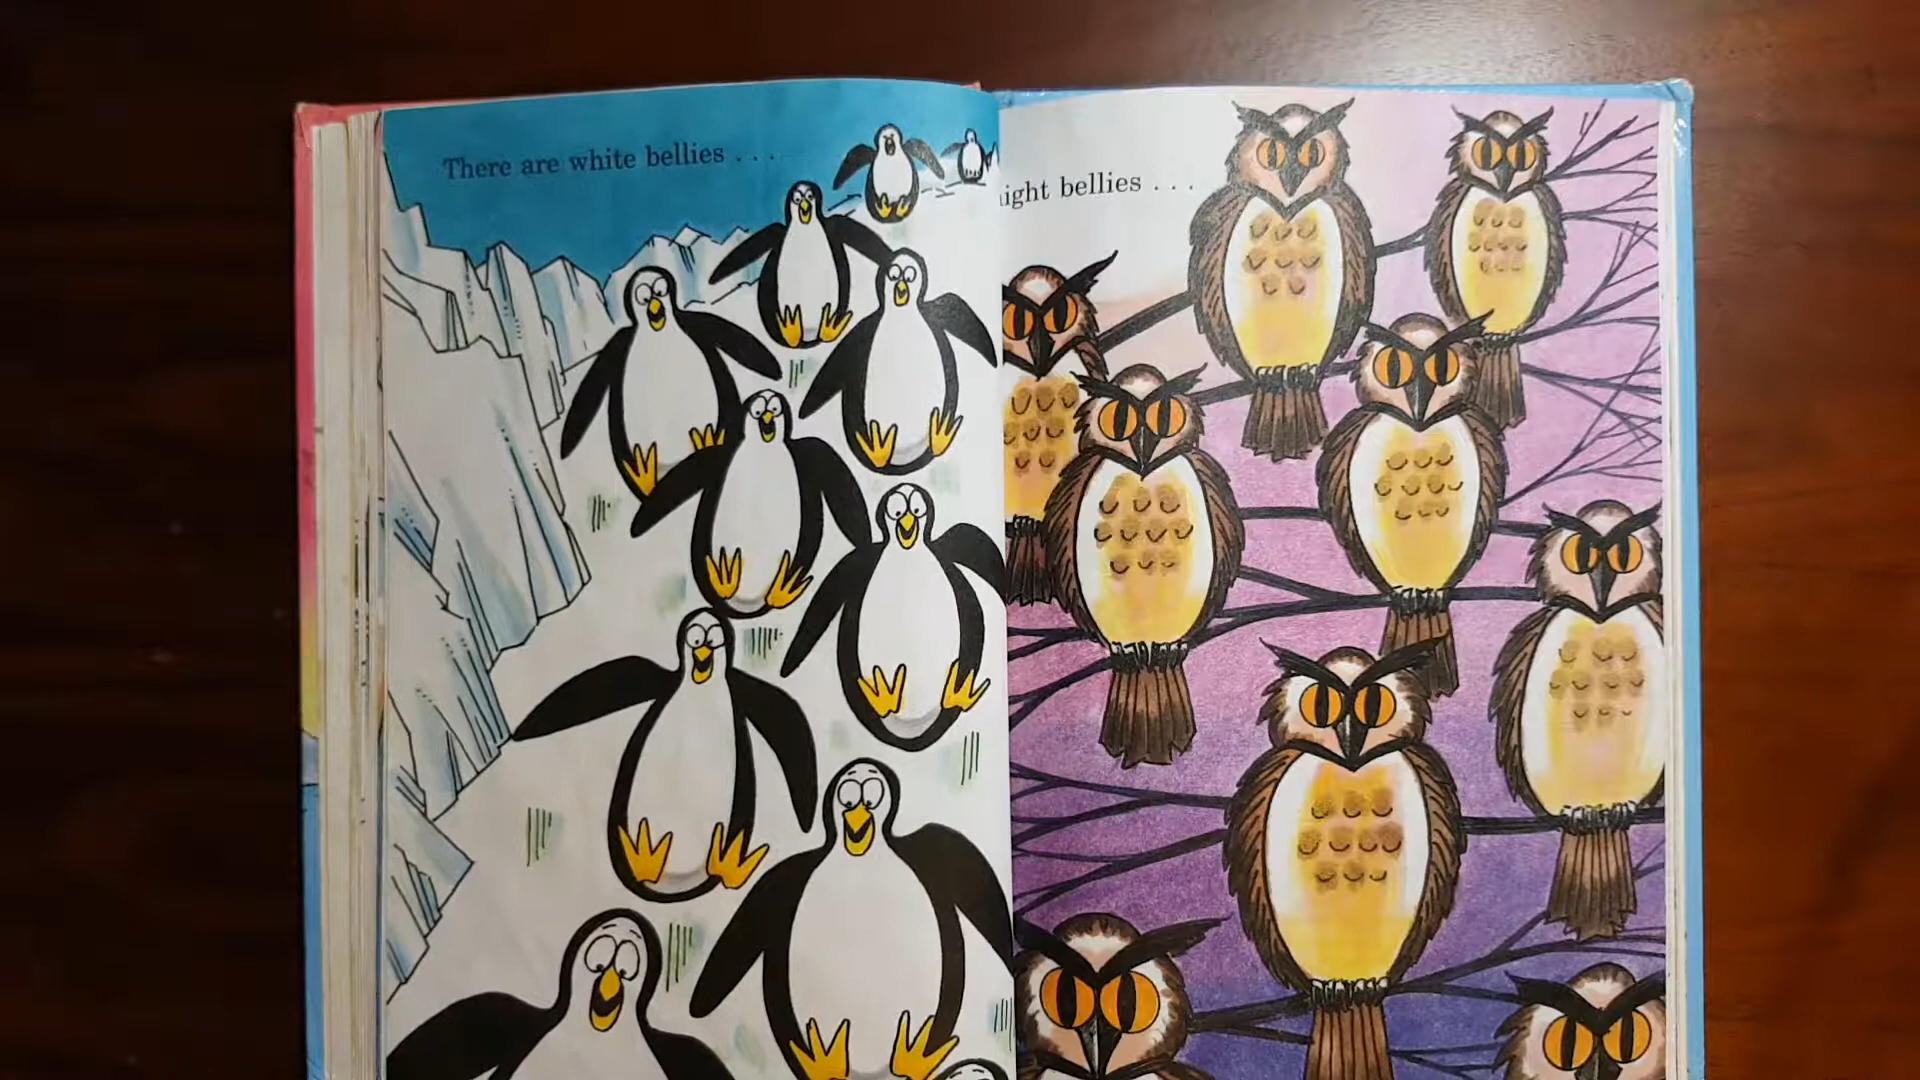 There are white bellies . . .
ight bellies . . .